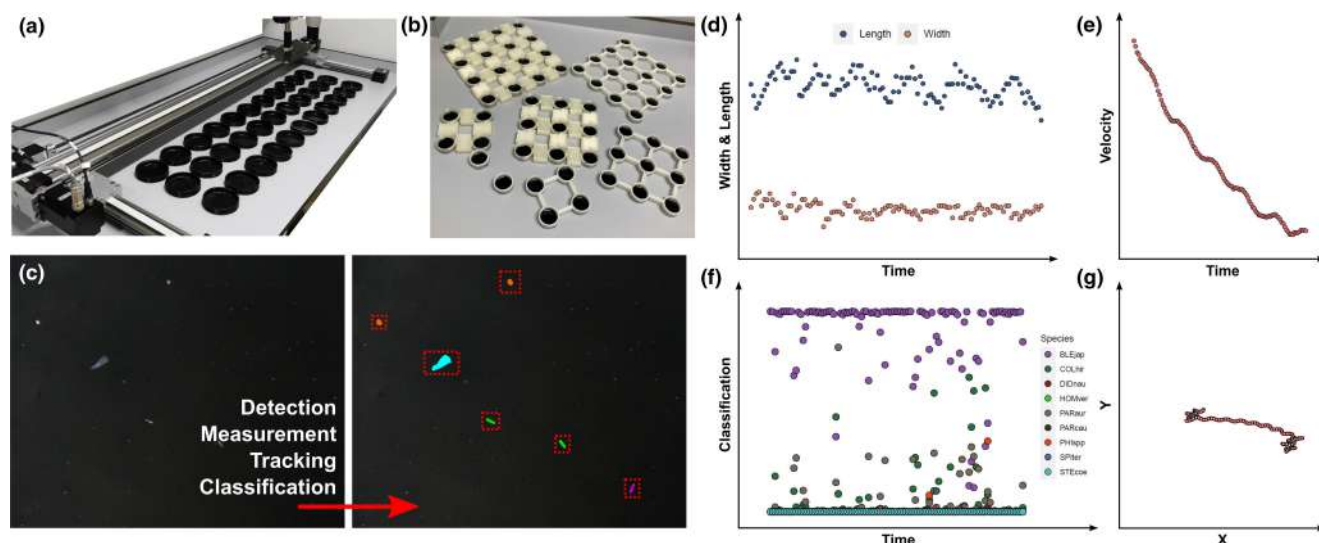 (a)
(b)
(c)
Detection
Measurement
Tracking
Classification
(d)
Length
Width
Width & Length
Time
(e)
Velocity
Time
(f)
Classification
Species
BLEjap
COLhir
DIDnau
HOMver
PARaur
PARcau
PHIapp
SPIter
STEcoe
Time
(g)
Y
X